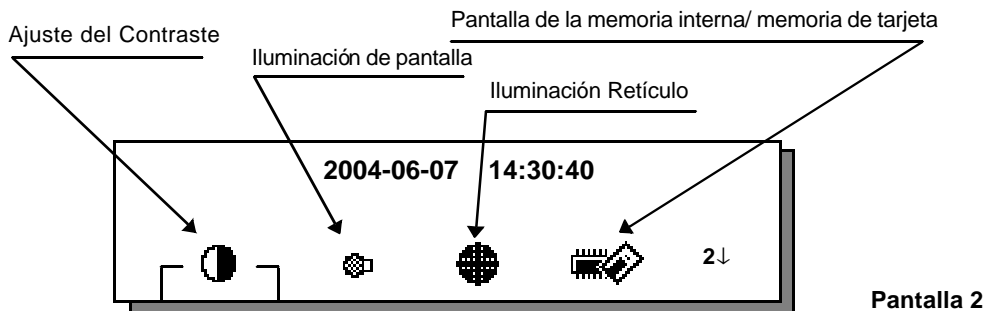 Pantalla de la memoria interna/ memoria de tarjeta
Ajuste del Contraste
Iluminación de pantalla
Iluminación Retículo
2004-06-07 14:30:40
2↓
Pantalla 2